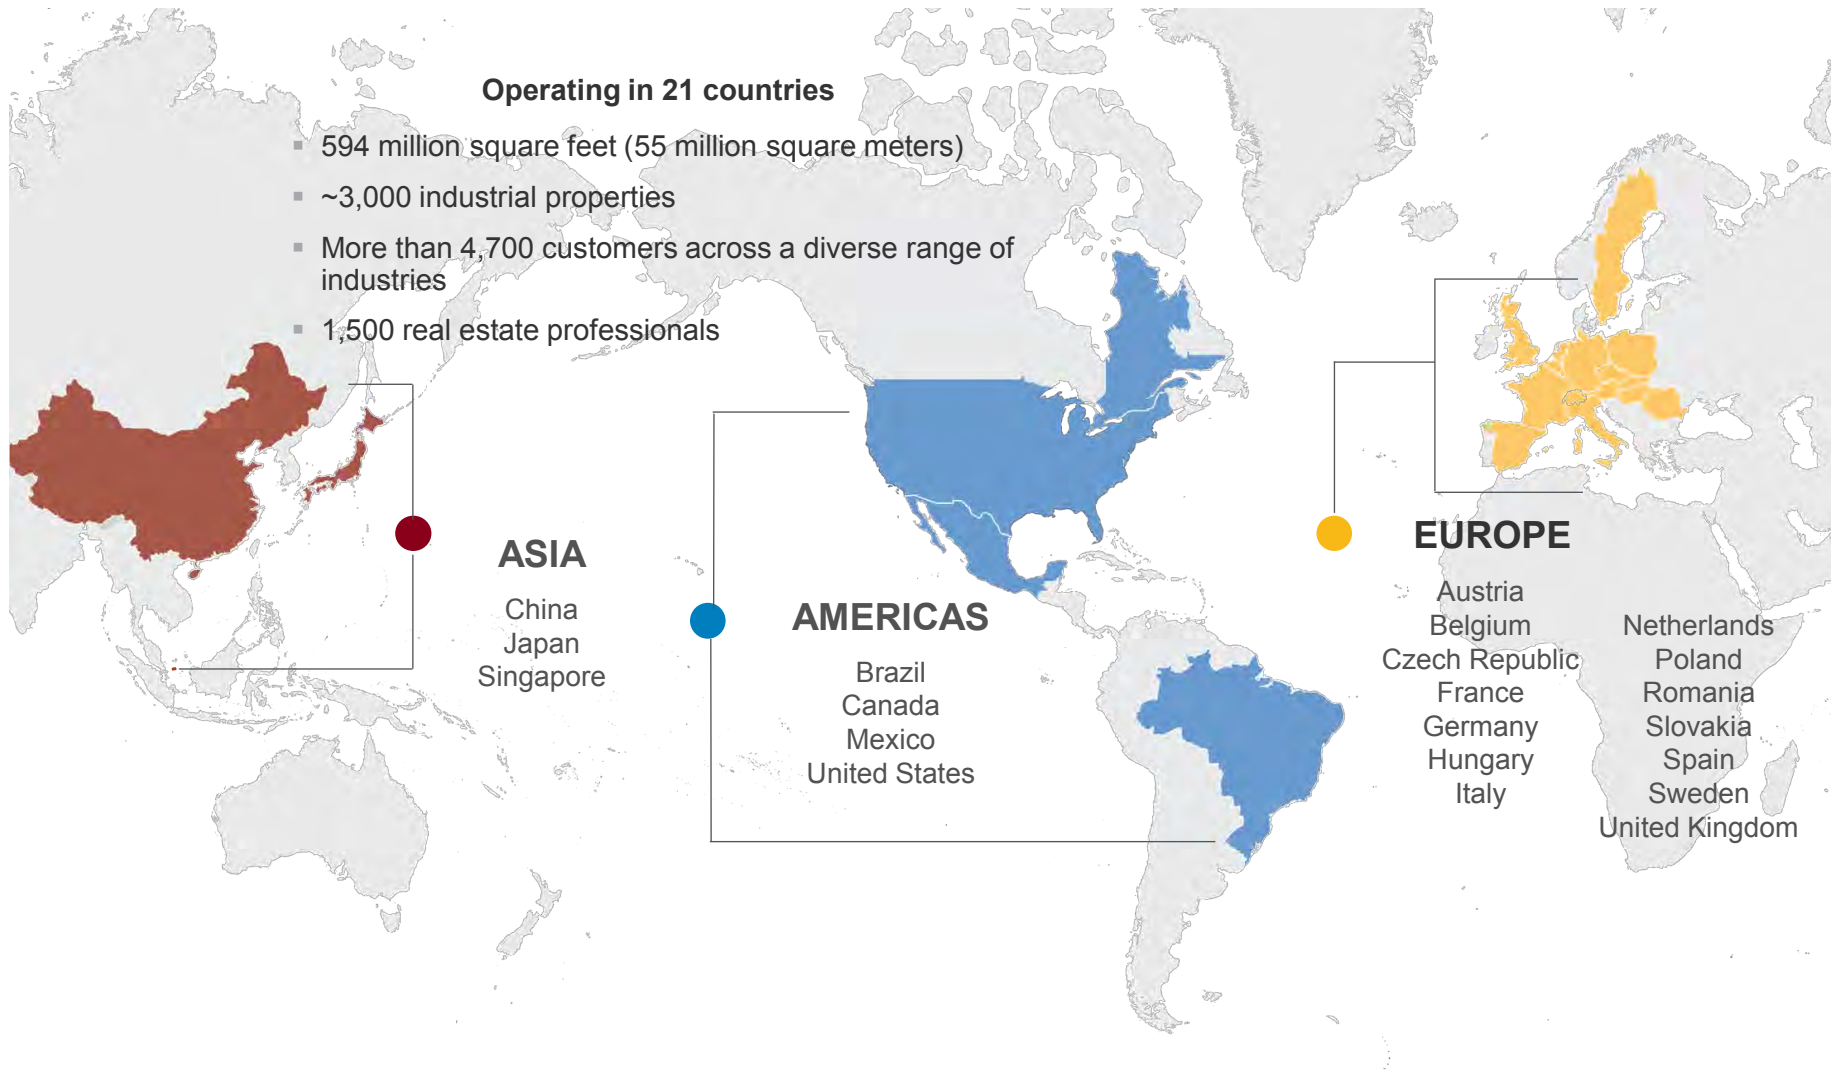 Operating in 21 countries
▪ 594 million square feet (55 million square meters)
▪ ~3,000 industrial properties
▪ More than 4,700 customers across a diverse range of
industries
▪ 1,500 real estate professionals
ASIA
China
Japan
Singapore
AMERICAS
Brazil
Canada
Mexico
United States
EUROPE
Austria
Belgium
Czech Republic
France
Germany
Hungary
Italy
Netherlands
Poland
Romania
Slovakia
Spain
Sweden
United Kingdom